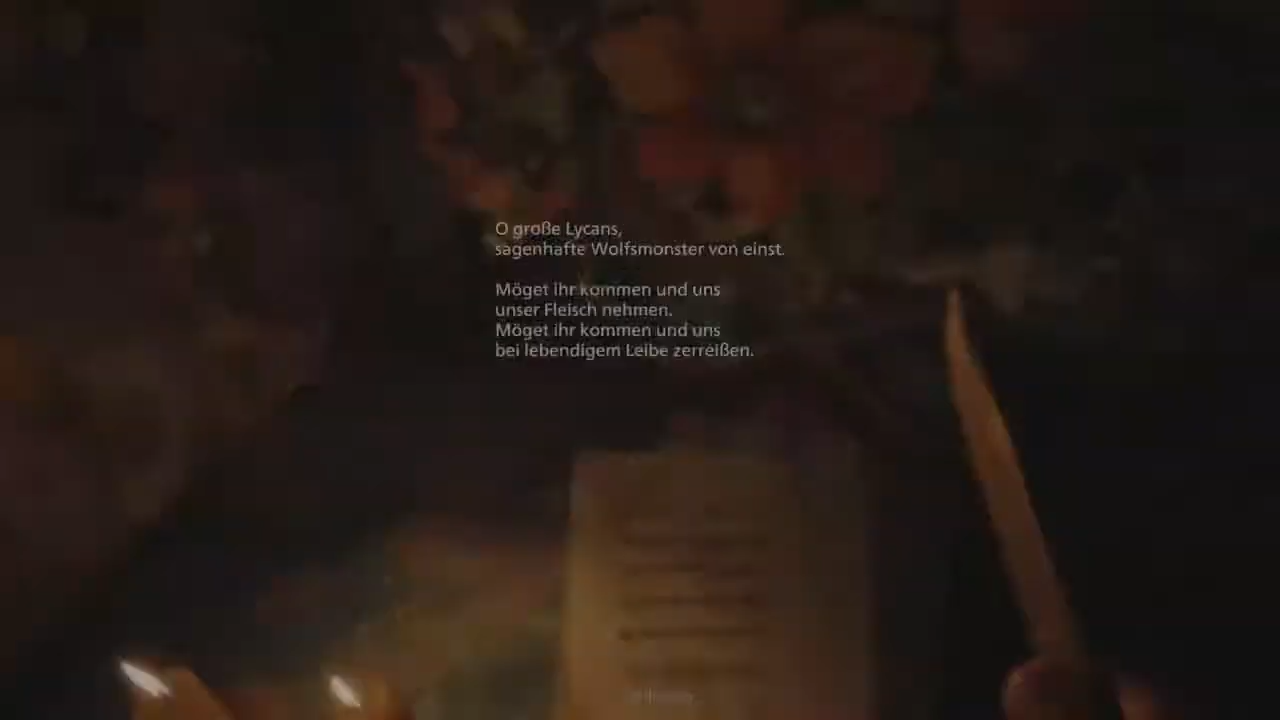 O große Lycans,
sagenhafte Wolfsmonster von einst.
Möget ihr kommen und uns
unser Fleisch nehmen.
Möget ihr kommen und uns
bei lebendigem Leibe zerreißen.